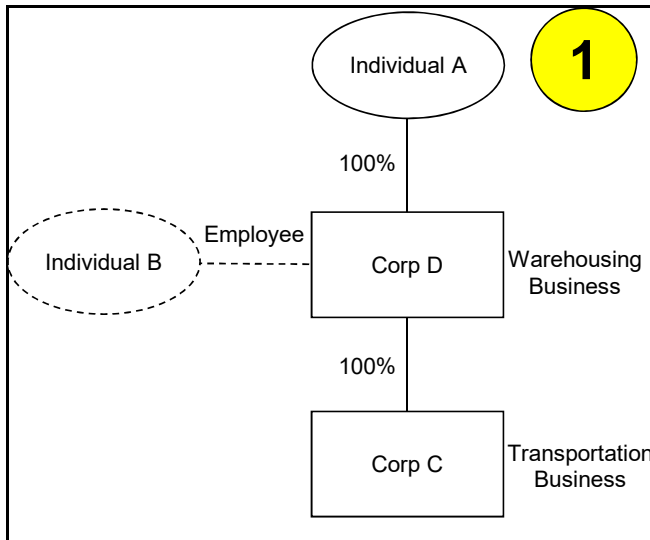 Individual A
1
100%
Employee
Individual B
Corp D
Warehousing
Business
100%
Corp C
Transportation
Business